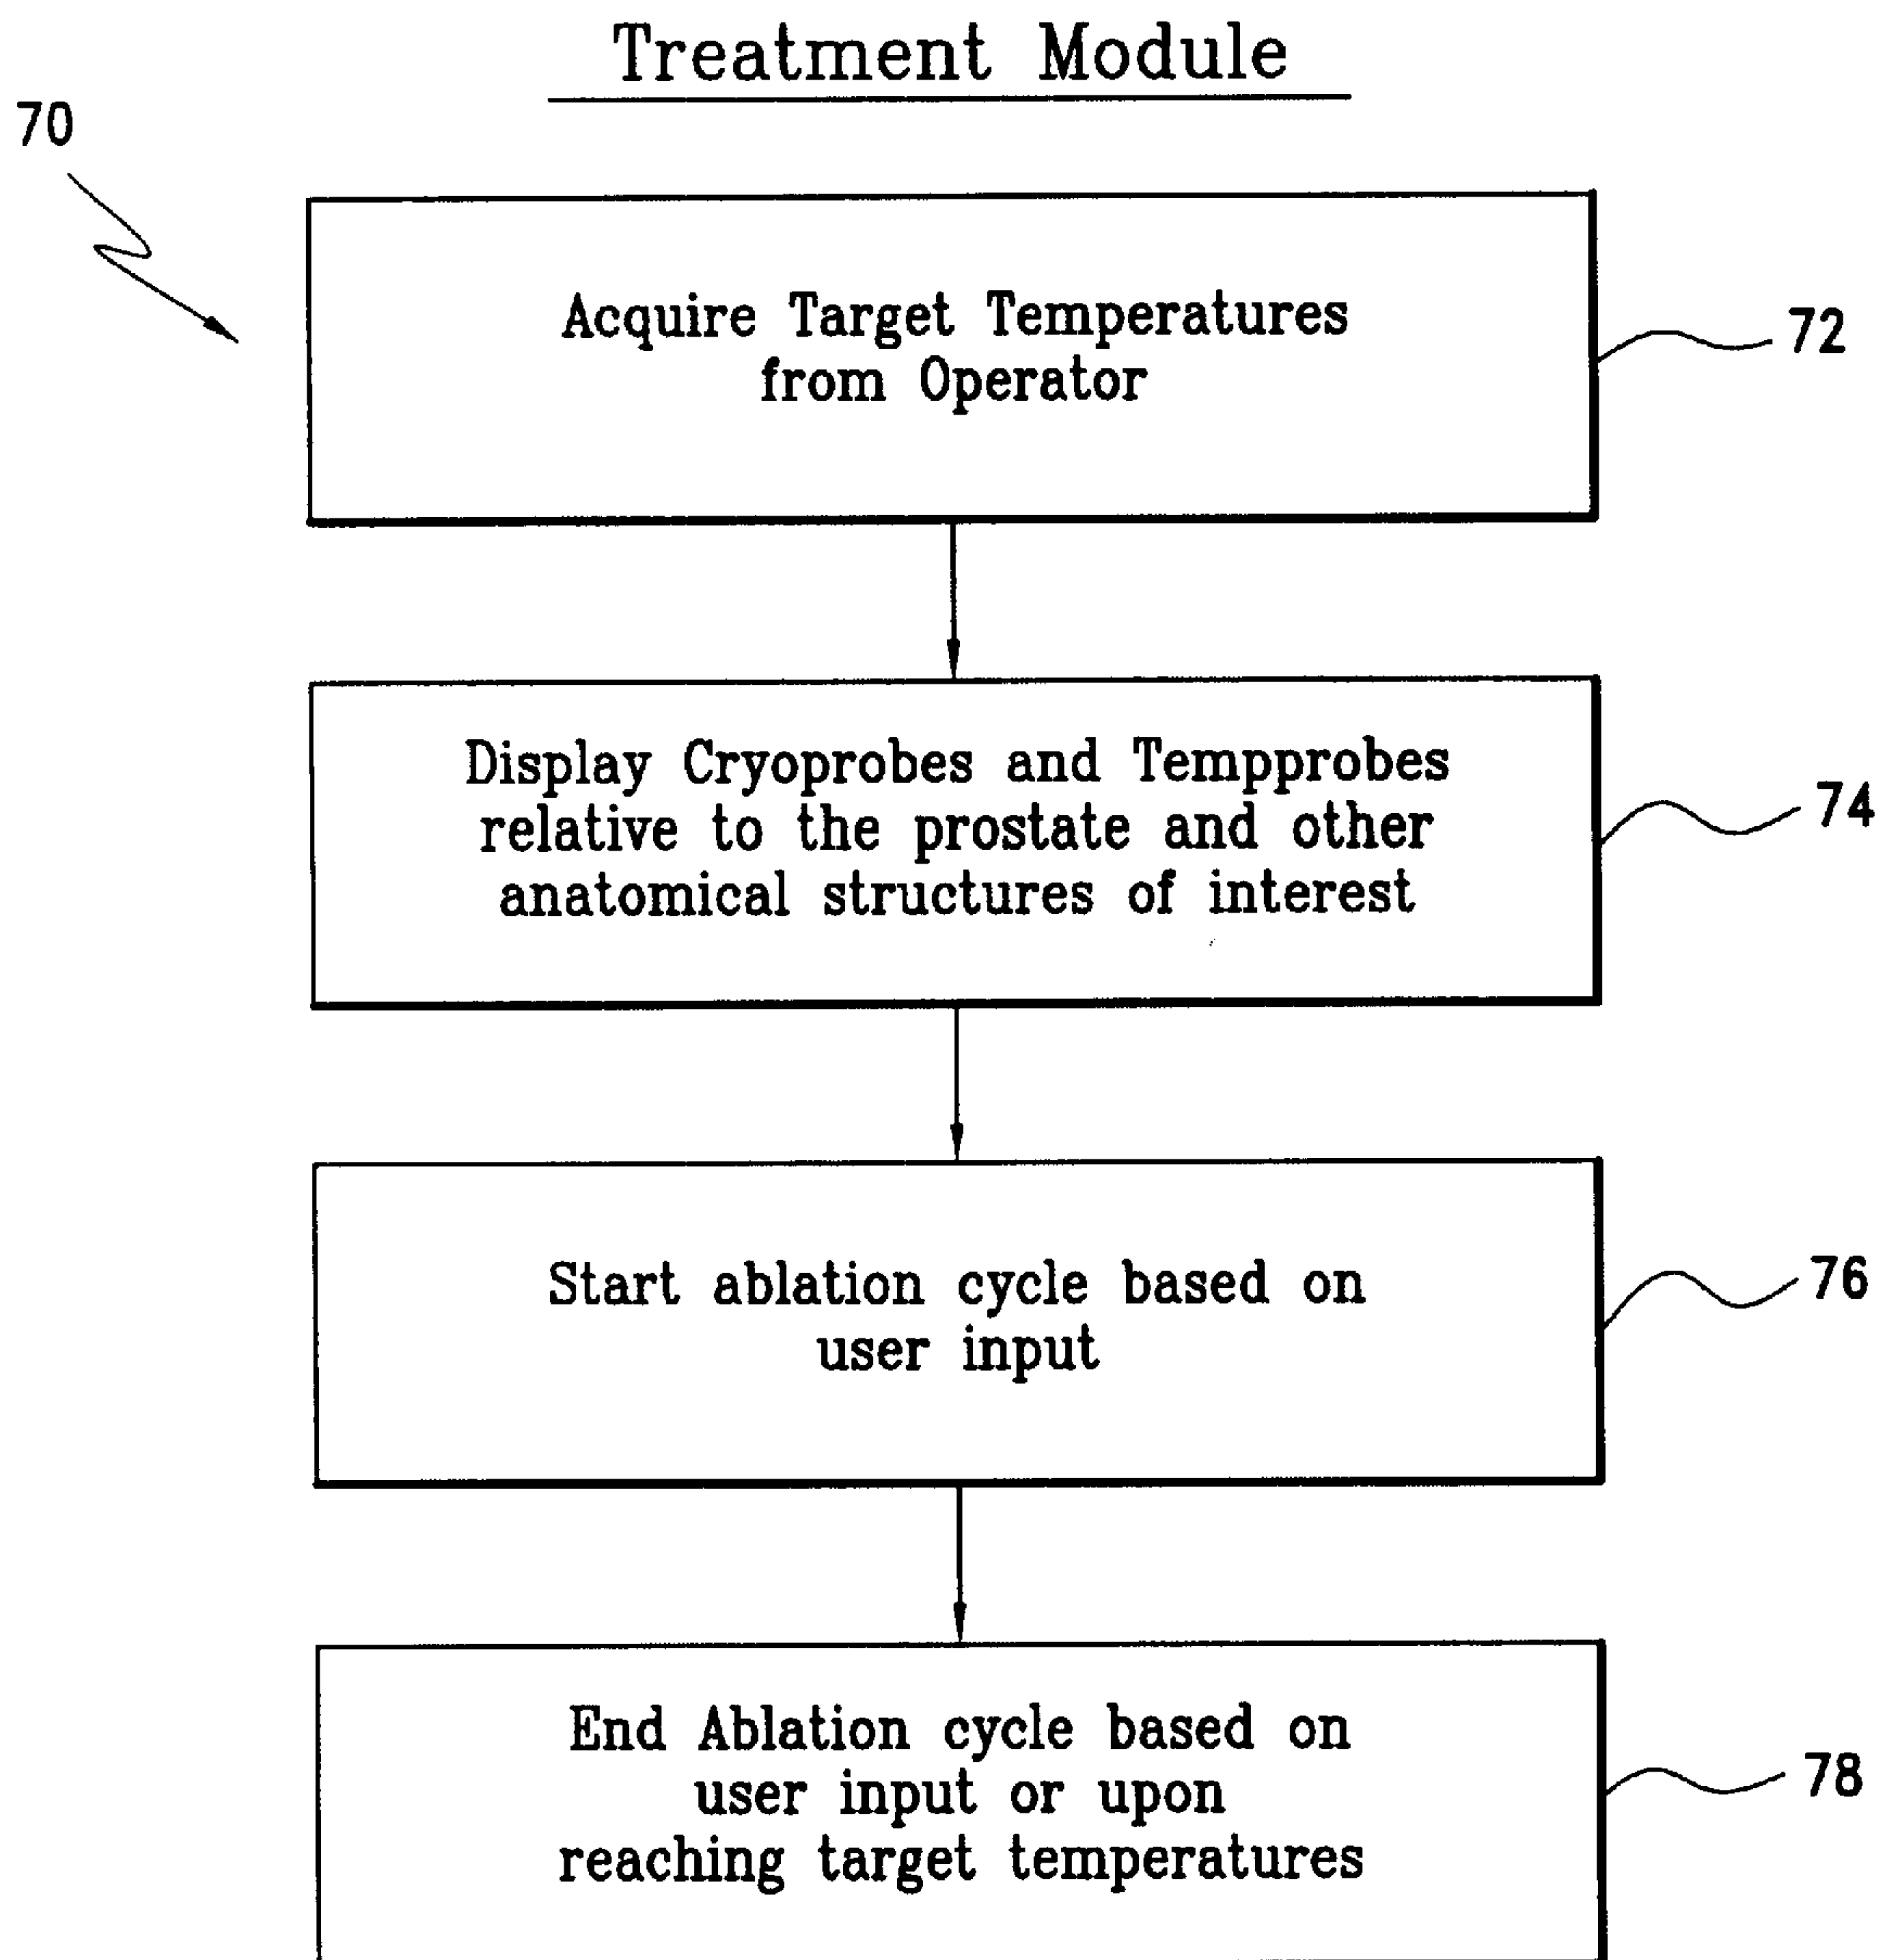 Treatment Module
70
Acquire Target Temperatures
from Operator
72
Display Cryoprobes and Tempprobes
relative to the prostate and other
anatomical structures of interest
74
Start ablation cycle based on
user input
76
End Ablation cycle based on
user input or upon
reaching target temperatures
78